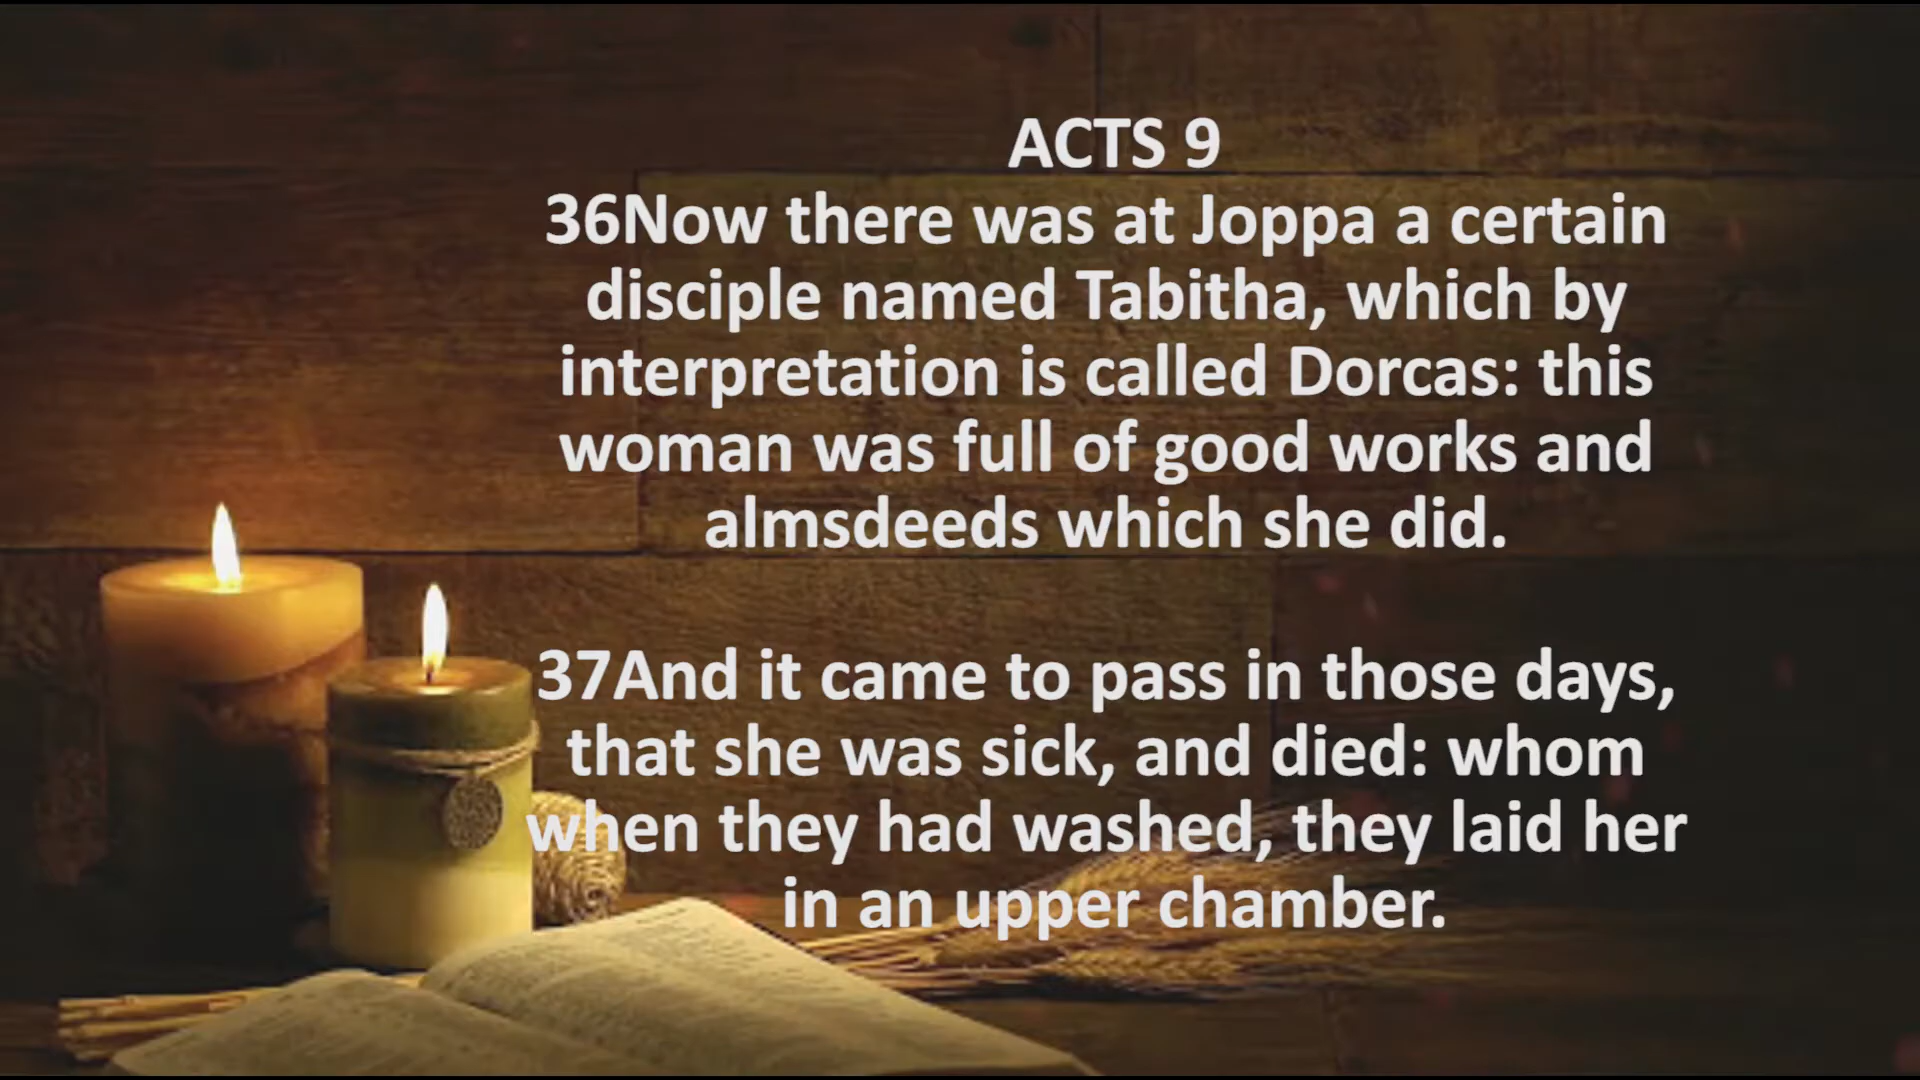 ACTS 9
36Now there was at Joppa a certain
disciple named Tabitha, which by
interpretation is called Dorcas: this
woman was full of good works and
almsdeeds which she did.
37And it came to pass in those days,
that she was sick, and died: whom
when they had washed, they laid her
in an upper chamber.